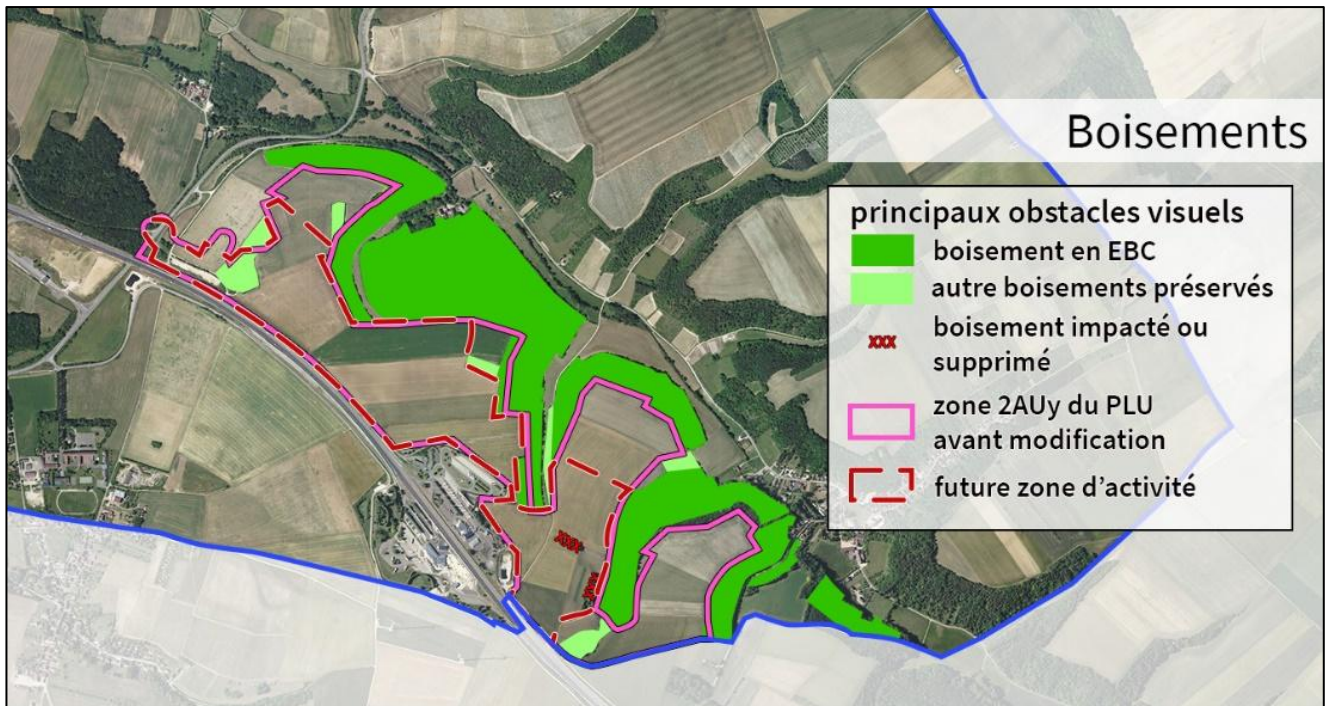 Boisements
principaux obstacles visuels
boisement en EBC
autre boisements préservés
xxx
boisement impacté ou
supprimé
zone 2AUy du PLU
avant modification
future zone d'activité